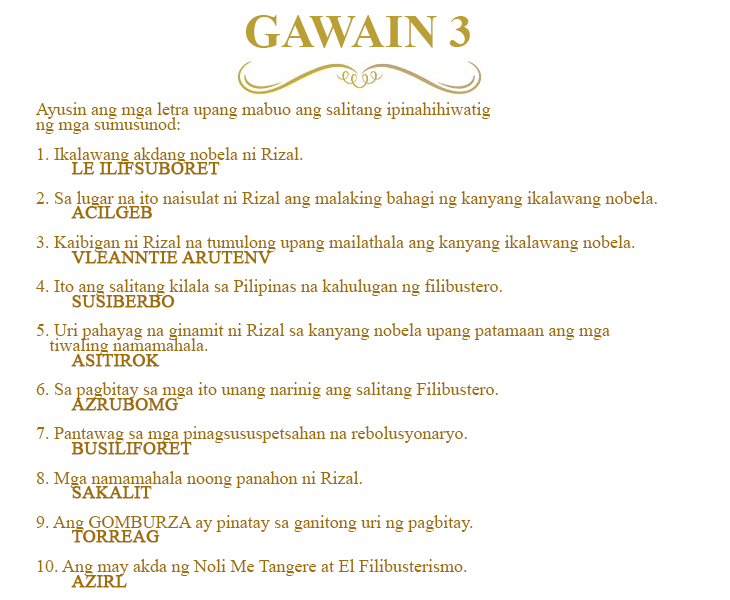 GAWAIN 3
Ayusin ang mga letra upang mabuo ang salitang ipinahihiwatig
ng mga sumusunod:
1. Ikalawang akdang nobela ni Rizal.
LE ILIFSUBORET
2. Sa lugar na ito naisulat ni Rizal ang malaking bahagi ng kanyang ikalawang nobela.
ACILGEB
3. Kaibigan ni Rizal na tumulong upang mailathala ang kanyang ikalawang nobela.
VLEANNTIE ARUTENV
4. Ito ang salitang kilala sa Pilipinas na kahulugan ng filibustero.
SUSIBERBO
5. Uri pahayag na ginamit ni Rizal sa kanyang nobela upang patamaan ang mga
tiwaling namamahala.
ASITIROK
6. Sa pagbitay sa mga ito unang narinig ang salitang Filibustero.
AZRUBOMG
7. Pantawag sa mga pinagsususpetsahan na rebolusyonaryo.
BUSILIFORET
8. Mga namamahala noong panahon ni Rizal.
SAKALIT
9. Ang GOMBURZA ay pinatay sa ganitong uri ng pagbitay.
TORREAG
10. Ang may akda ng Noli Me Tangere at El Filibusterismo.
AZIRL